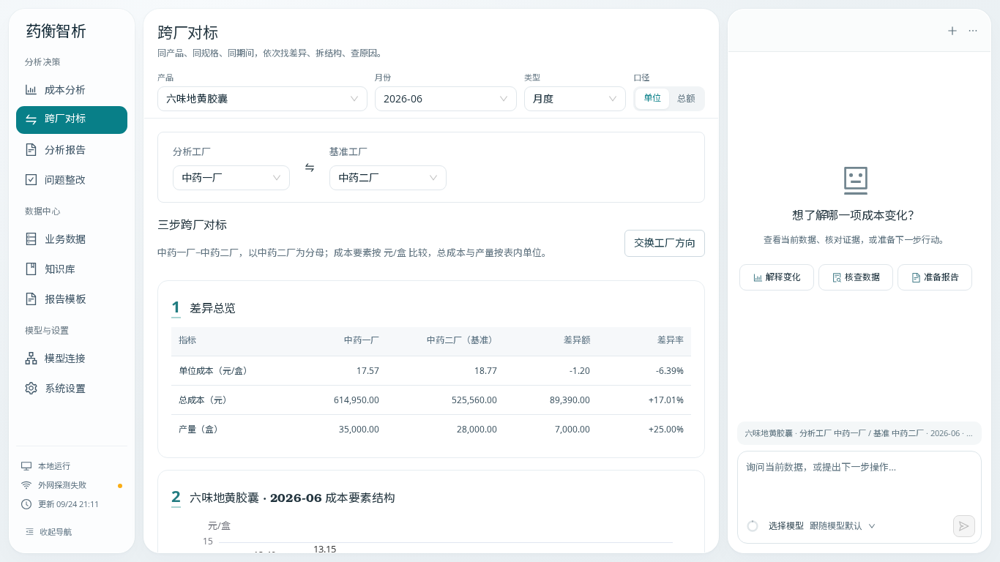 药衡智析
分析决策
成本分析
跨厂对标
分析报告
问题整改
数据中心
业务数据
知识库
报告模板
模型与设置
模型连接
系统设置
本地运行
外网探测失败
更新 09/24 21:11
收起导航
跨厂对标
同产品、同规格、同期间，依次找差异、拆结构、查原因。
产品 月份 类型 口径
六味地黄胶囊 2026-06 月度 单位 总额
分析工厂 基准工厂
中药一厂 中药二厂
三步跨厂对标
交换工厂方向
中药一厂−中药二厂，以中药二厂为分母；成本要素按 元/盒 比较，总成本与产量按表内单位。
1 差异总览
指标 中药一厂 中药二厂（基准） 差异额 差异率
单位成本（元/盒） 17.57 18.77 -1.20 -6.39%
总成本（元） 614,950.00 525,560.00 89,390.00 +17.01%
产量（盒） 35,000.00 28,000.00 7,000.00 +25.00%
2 六味地黄胶囊 · 2026-06 成本要素结构
元/盒
15
13.15
想了解哪一项成本变化？
查看当前数据、核对证据，或准备下一步行动。
解释变化 核查数据 准备报告
六味地黄胶囊 · 分析工厂 中药一厂 / 基准 中药二厂 · 2026-06 · ...
询问当前数据，或提出下一步操作...
选择模型 跟随模型默认